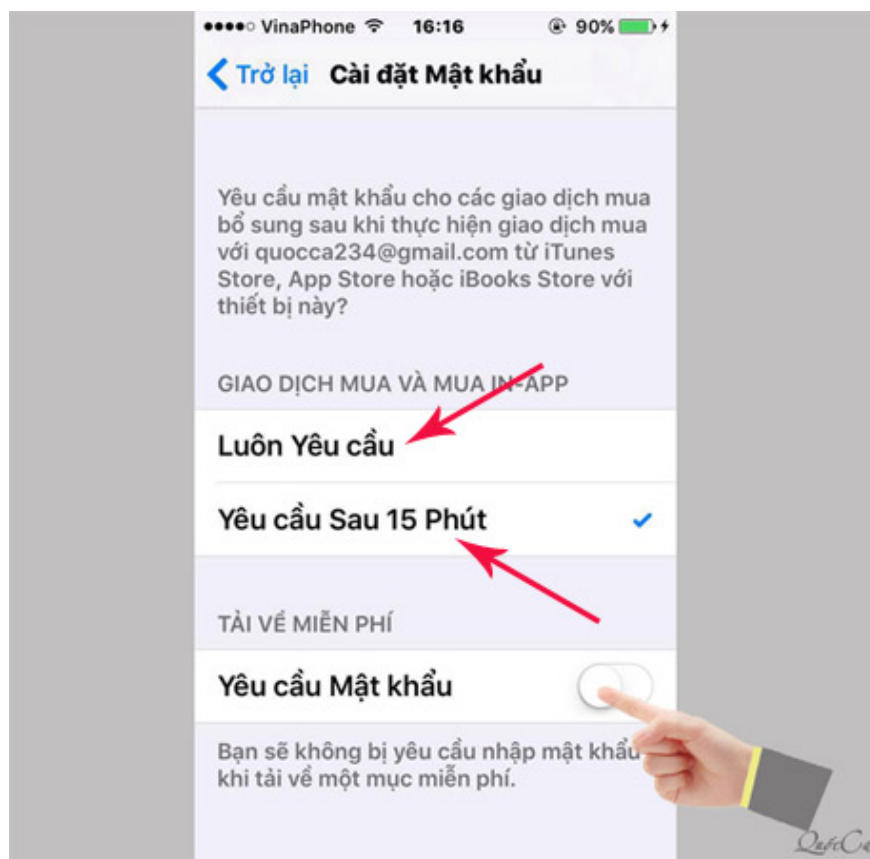 VinaPhone 16:16 90%
Trở lại Cài đặt Mật khẩu
Yêu cầu mật khẩu cho các giao dịch mua
bổ sung sau khi thực hiện giao dịch mua
với quocca234@gmail.com từ iTunes
Store, App Store hoặc iBooks Store với
thiết bị này?
GIAO DỊCH MUA VÀ MUA IN-APP
Luôn Yêu cầu
Yêu cầu Sau 15 Phút
TẢI VỀ MIỄN PHÍ
Yêu cầu Mật khẩu
Bạn sẽ không bị yêu cầu nhập mật khẩu
khi tải về một mục miễn phí.